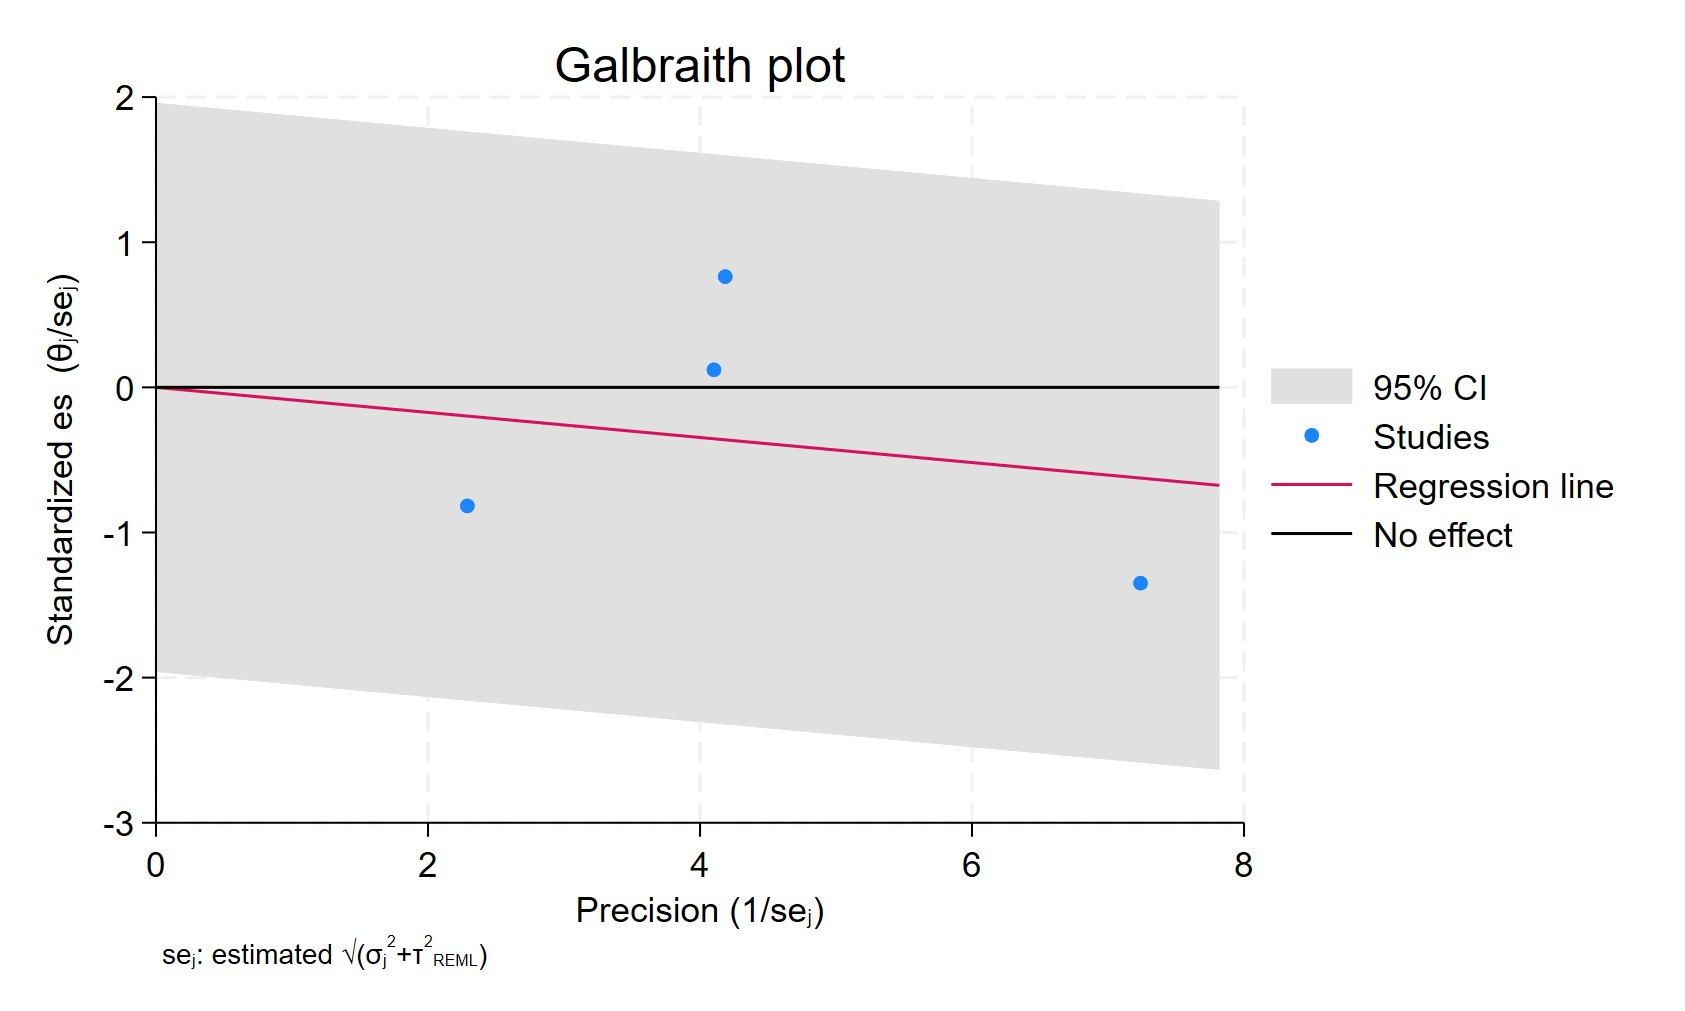 Galbraith plot
2
1
0
-1
-2
-3
Standardized es (θⱼ/seⱼ)
0 2 4 6 8
Precision (1/seⱼ)
seⱼ: estimated √(σⱼ²+τ²REML)
95% CI
Studies
Regression line
No effect